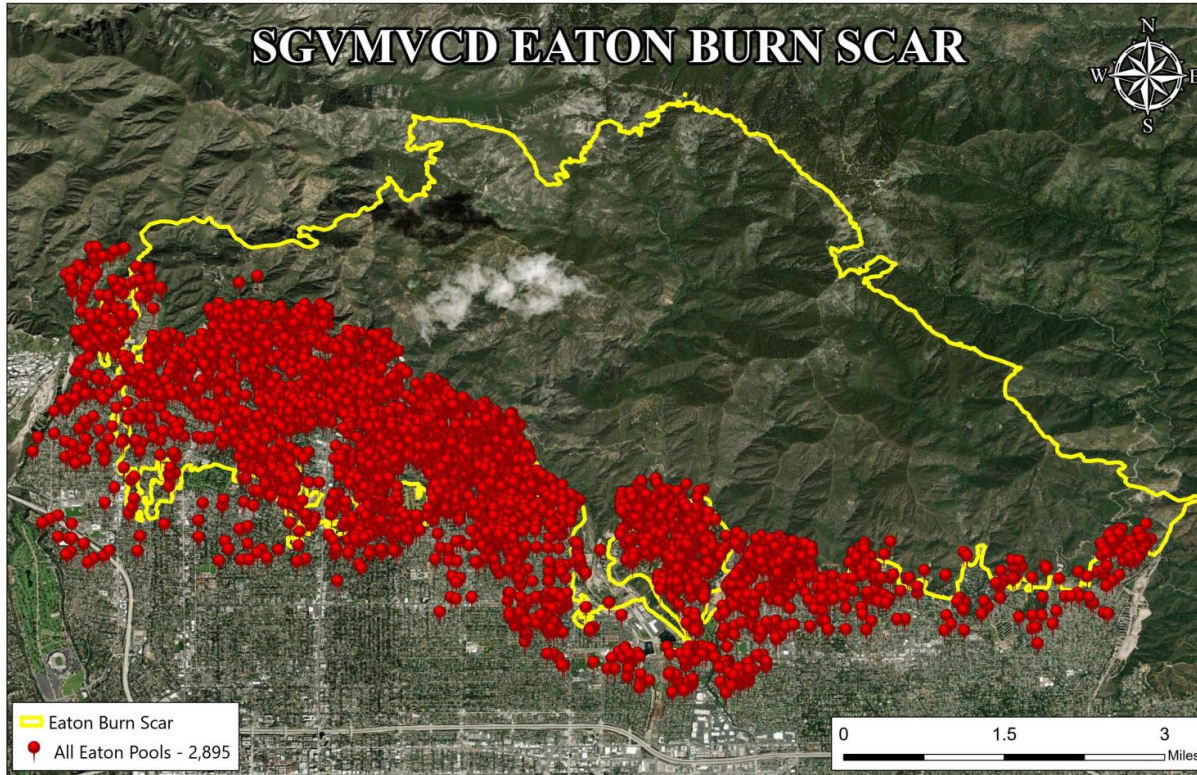 SGVMVCD EATON BURN SCAR
N
W E
S
Eaton Burn Scar
All Eaton Pools - 2,895
0 1.5 3
Miles